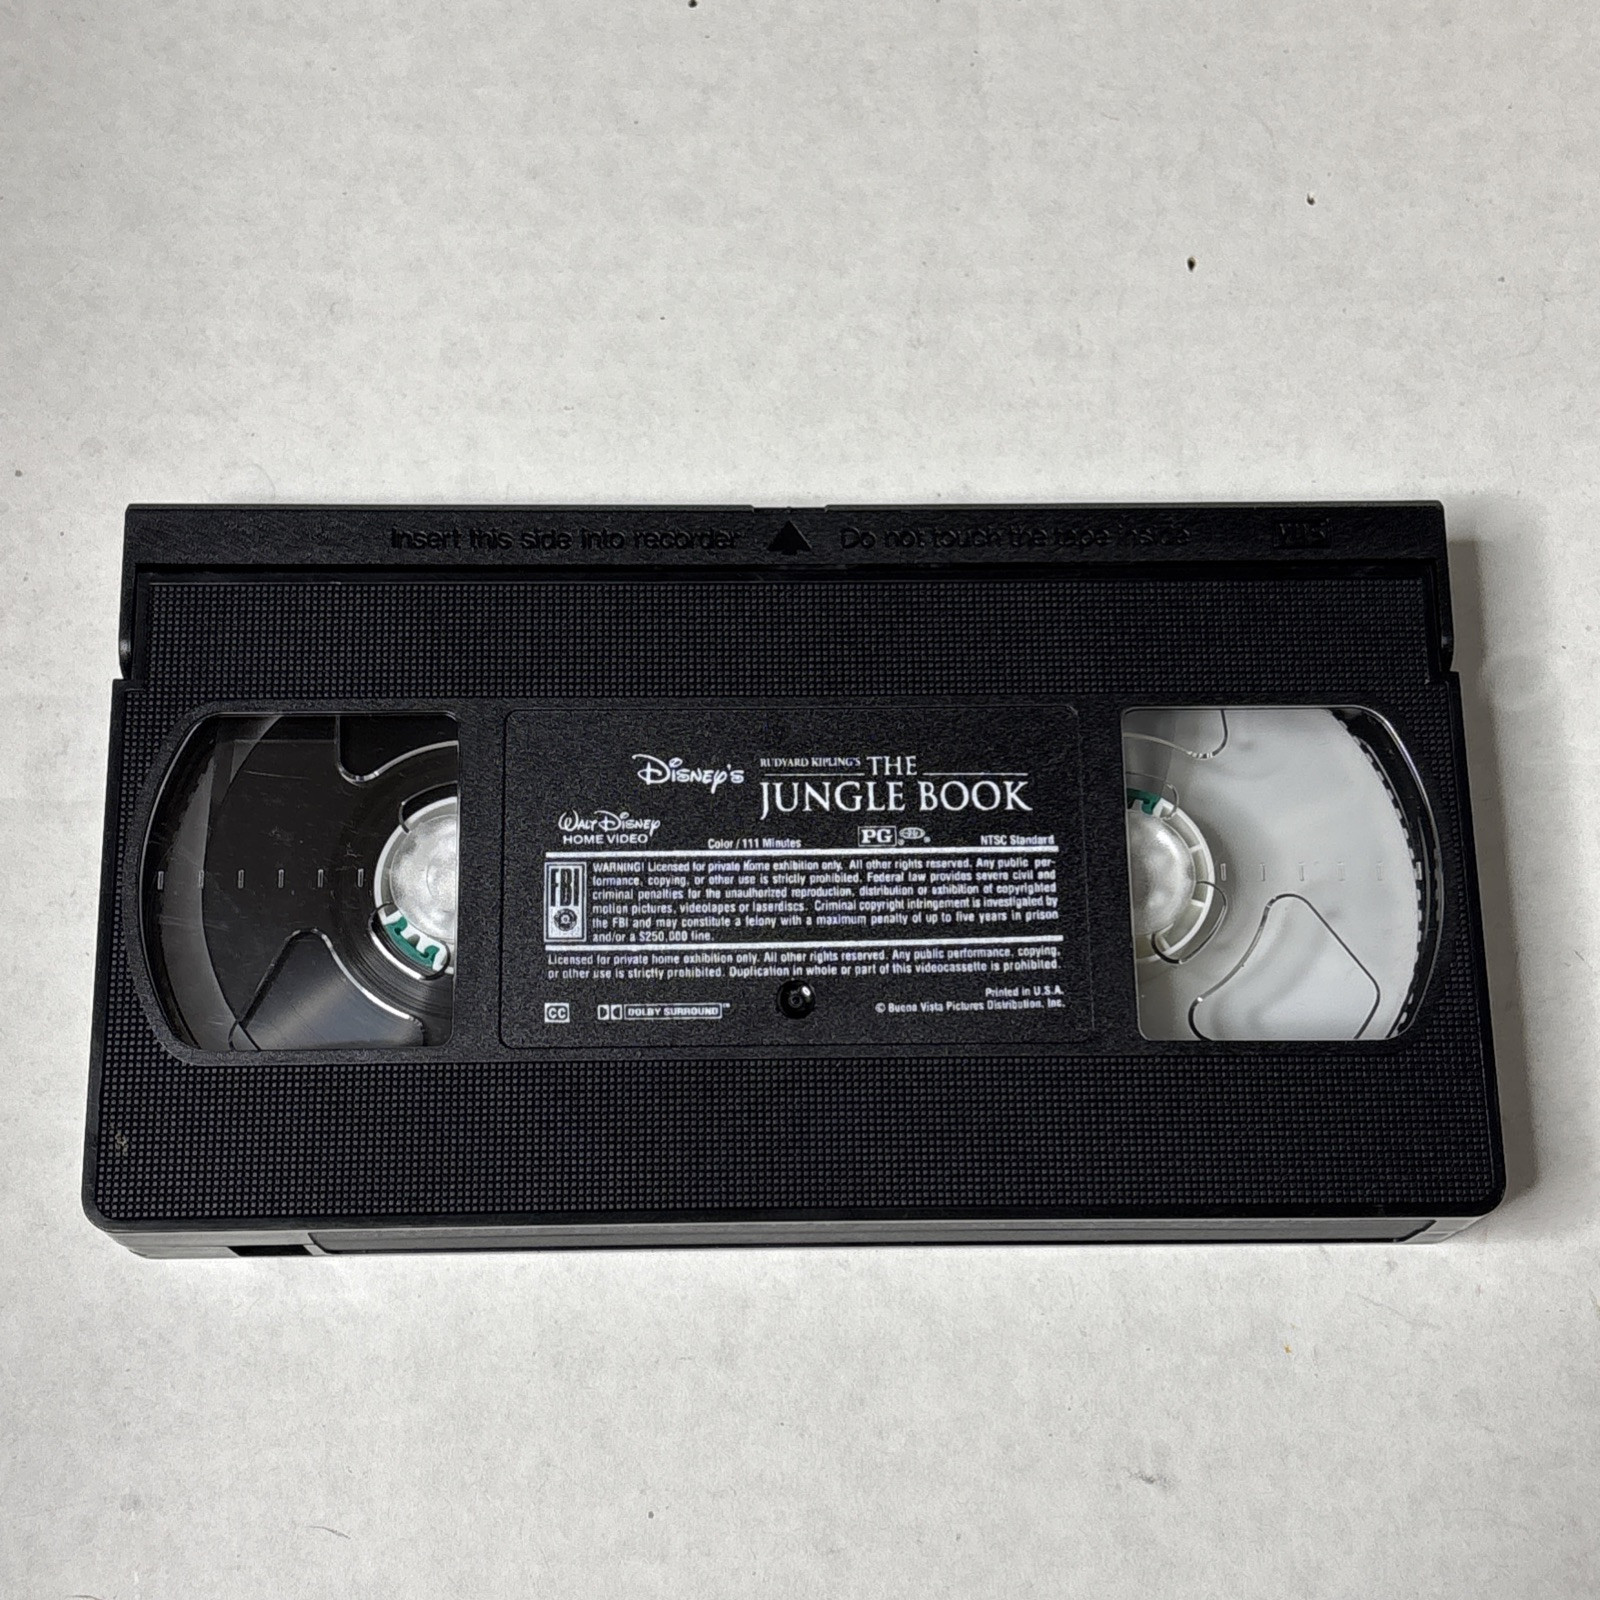 Insert this side into recorder Do not touch the tape inside VHS
Disney's RUDYARD KIPLING'S THE
JUNGLE BOOK
WALT DISNEY
HOME VIDEO
Color / 111 Minutes PG NTSC Standard
FBI
WARNING! Licensed for private home exhibition only. All other rights reserved. Any public per-
formance, copying, or other use is strictly prohibited. Federal law provides severe civil and
criminal penalties for the unauthorized reproduction, distribution or exhibition of copyrighted
motion pictures, videotapes or laserdiscs. Criminal copyright infringement is investigated by
the FBI and may constitute a felony with a maximum penalty of up to five years in prison
and/or a $250,000 fine.
Licensed for private home exhibition only. All other rights reserved. Any public performance, copying,
or other use is strictly prohibited. Duplication in whole or part of this videocassette is prohibited.
Printed in U.S.A.
CC DOLBY SURROUND™ © Buena Vista Pictures Distribution, Inc.